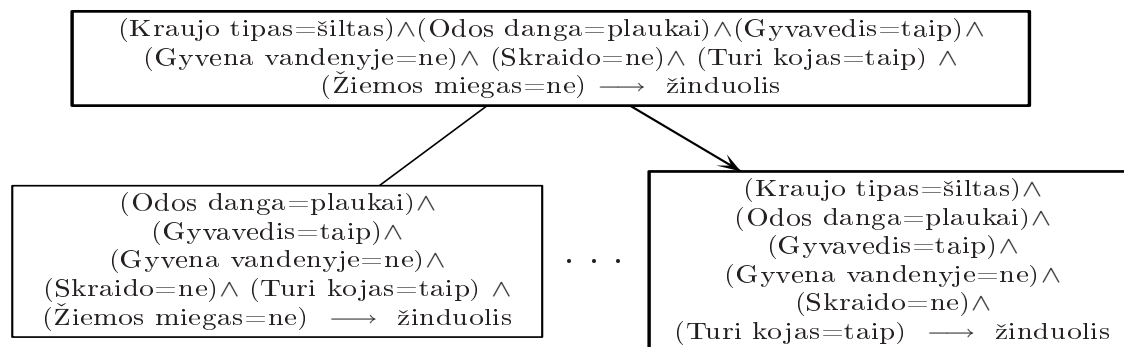 (Kraujo tipas=šiltas)∧(Odos danga=plaukai)∧(Gyvavedis=taip)∧
(Gyvena vandenyje=ne)∧ (Skraido=ne)∧ (Turi kojas=taip) ∧
(Žiemos miegas=ne) ⟶ žinduolis
(Odos danga=plaukai)∧
(Gyvavedis=taip)∧
(Gyvena vandenyje=ne)∧
(Skraido=ne)∧ (Turi kojas=taip) ∧
(Žiemos miegas=ne) ⟶ žinduolis
. . .
(Kraujo tipas=šiltas)∧
(Odos danga=plaukai)∧
(Gyvavedis=taip)∧
(Gyvena vandenyje=ne)∧
(Skraido=ne)∧
(Turi kojas=taip) ⟶ žinduolis